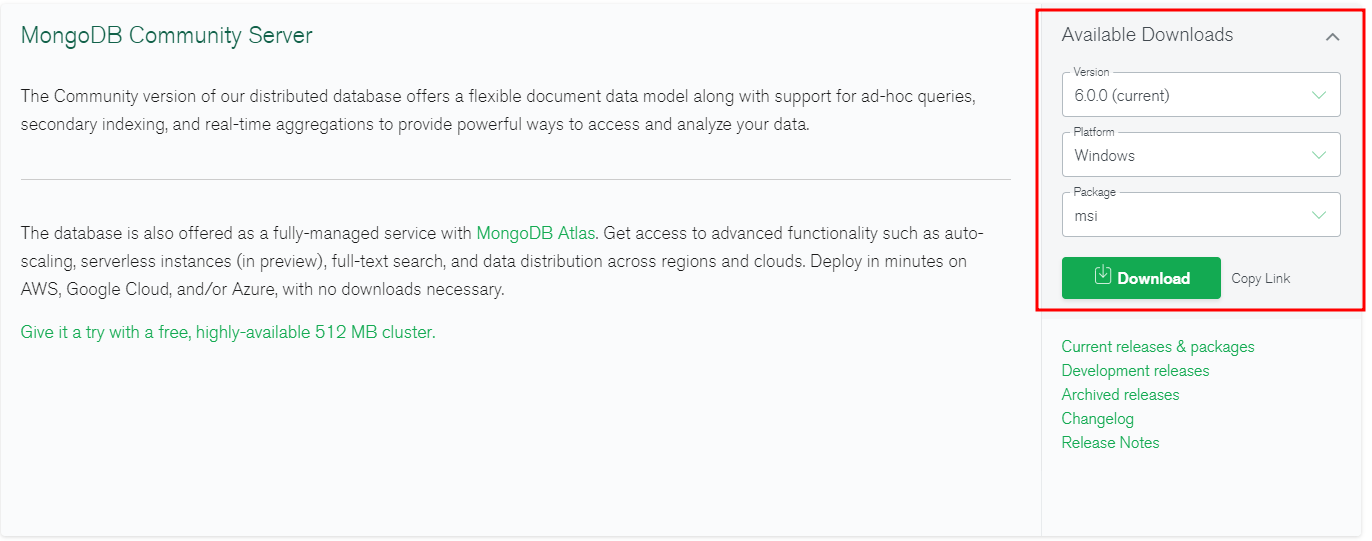 MongoDB Community Server
The Community version of our distributed database offers a flexible document data model along with support for ad-hoc queries,
secondary indexing, and real-time aggregations to provide powerful ways to access and analyze your data.
The database is also offered as a fully-managed service with MongoDB Atlas. Get access to advanced functionality such as auto-
scaling, serverless instances (in preview), full-text search, and data distribution across regions and clouds. Deploy in minutes on
AWS, Google Cloud, and/or Azure, with no downloads necessary.
Give it a try with a free, highly-available 512 MB cluster.
Available Downloads
Version
6.0.0 (current)
Platform
Windows
Package
msi
Download Copy Link
Current releases & packages
Development releases
Archived releases
Changelog
Release Notes